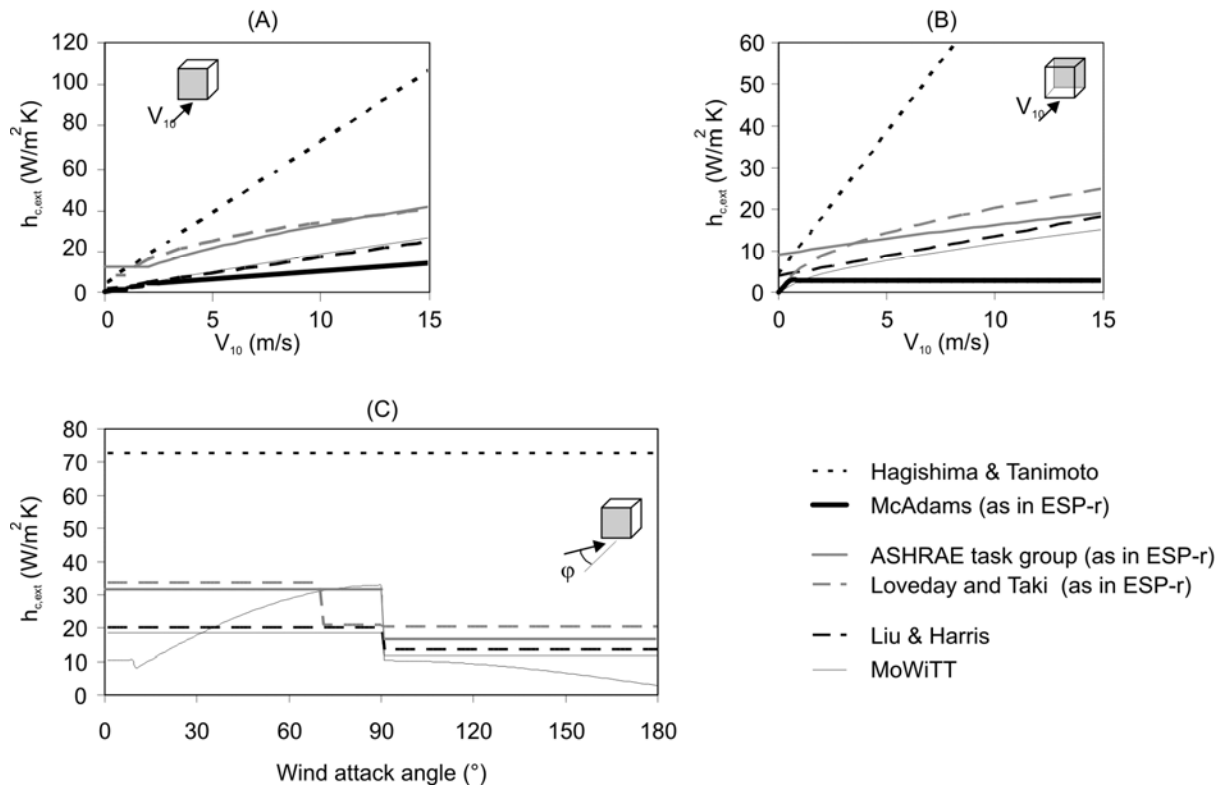 (A)
120
100
80
60
40
20
0
h_c,ext (W/m²K)
V₁₀
0 5 10 15
V₁₀ (m/s)
(B)
60
50
40
30
20
10
0
h_c,ext (W/m²K)
V₁₀
0 5 10 15
V₁₀ (m/s)
(C)
80
70
60
50
40
30
20
10
0
h_c,ext (W/m²K)
φ
0 30 60 90 120 150 180
Wind attack angle (°)
Hagishima & Tanimoto
McAdams (as in ESP-r)
ASHRAE task group (as in ESP-r)
Loveday and Taki (as in ESP-r)
Liu & Harris
MoWiTT